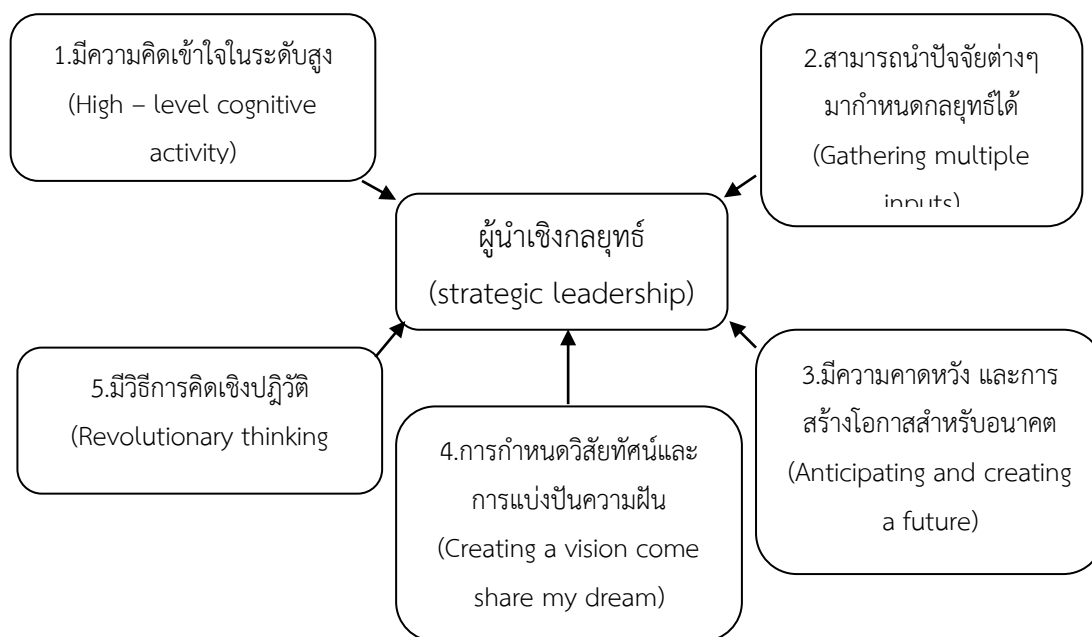 1.มีความคิดเข้าใจในระดับสูง
(High – level cognitive
activity)
2.สามารถนำปัจจัยต่างๆ
มากำหนดกลยุทธ์ได้
(Gathering multiple
inputs)
ผู้นำเชิงกลยุทธ์
(strategic leadership)
3.มีความคาดหวัง และการ
สร้างโอกาสสำหรับอนาคต
(Anticipating and creating
a future)
4.การกำหนดวิสัยทัศน์และ
การแบ่งปันความฝัน
(Creating a vision come
share my dream)
5.มีวิธีการคิดเชิงปฎิวัติ
(Revolutionary thinking